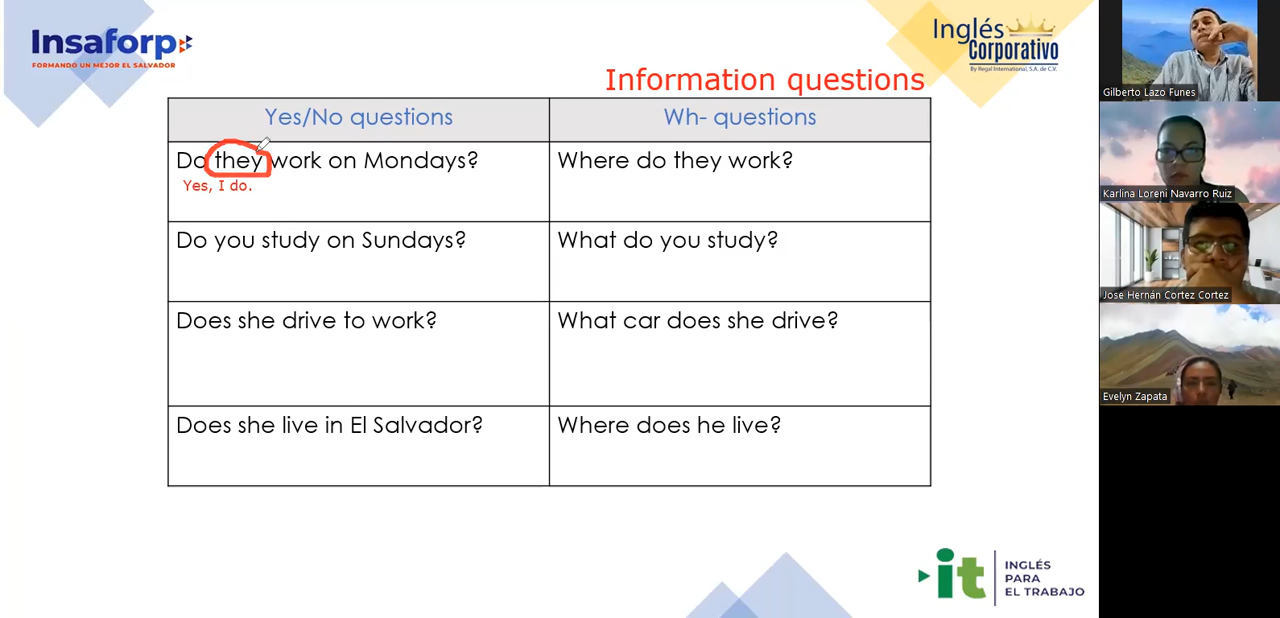 Insaforp
FORMANDO UN MEJOR EL SALVADOR
Inglés
Corporativo
By Regal International, S.A. de C.V.
Information questions
Yes/No questions
Wh- questions
Do they work on Mondays?
Where do they work?
Yes, I do.
Do you study on Sundays?
What do you study?
Does she drive to work?
What car does she drive?
Does she live in El Salvador?
Where does he live?
it
INGLÉS
PARA
EL TRABAJO
Gilberto Lazo Funes
Karlina Loreni Navarro Ruiz
Jose Hernán Cortez Cortez
Evelyn Zapata